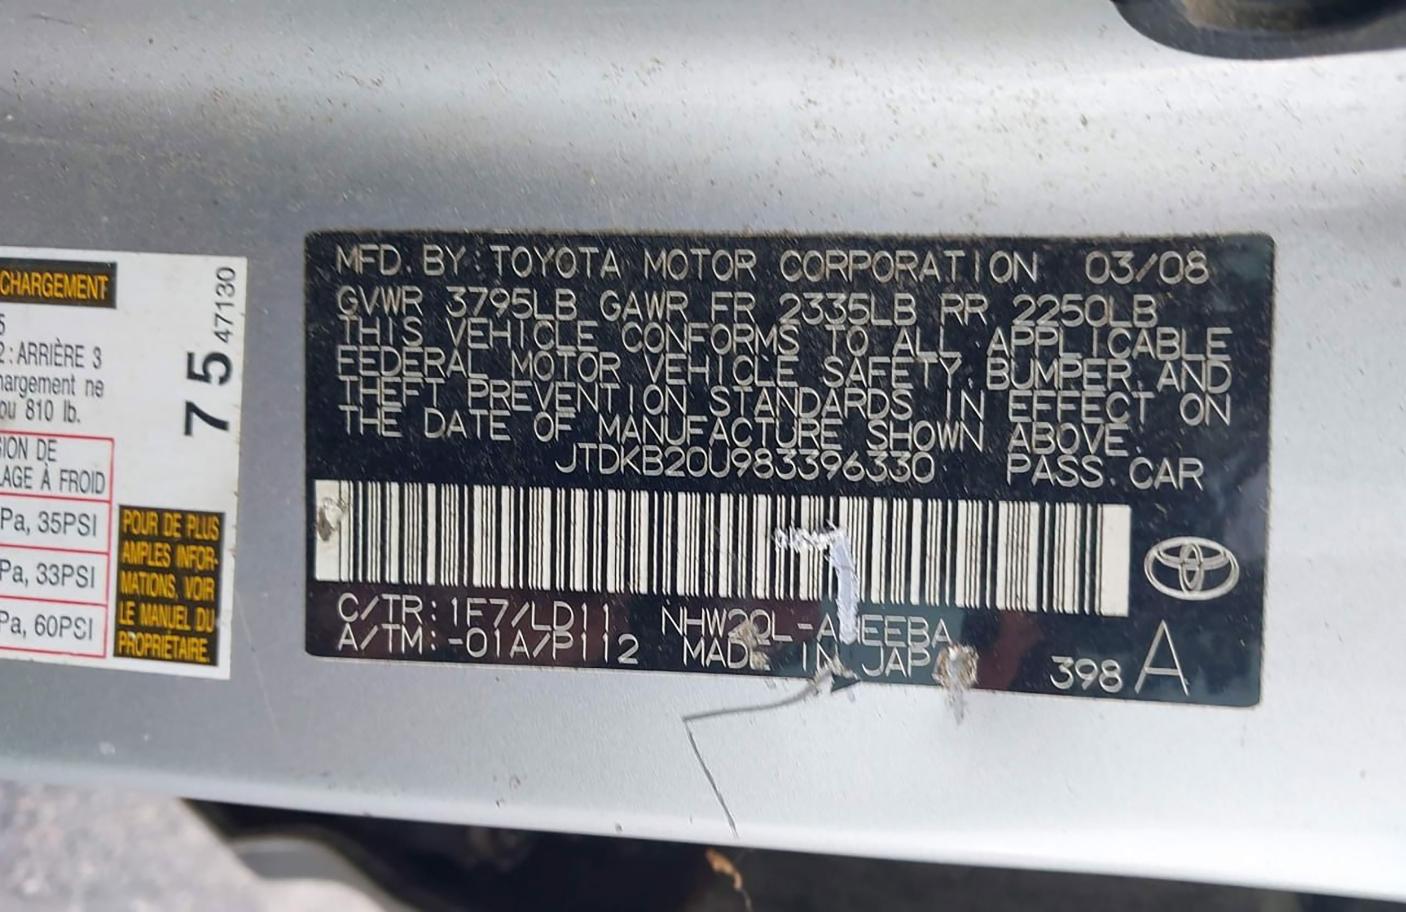 CHARGEMENT
5
2 : ARRIÈRE 3
hargement ne
ou 810 lb.
SION DE
LAGE À FROID
Pa, 35PSI
Pa, 33PSI
Pa, 60PSI
75
47130
POUR DE PLUS
AMPLES INFOR-
MATIONS, VOIR
LE MANUEL DU
PROPRIÉTAIRE.
MFD. BY: TOYOTA MOTOR CORPORATION 03/08
GVWR 3795LB GAWR FR 2335LB RR 2250LB
THIS VEHICLE CONFORMS TO ALL APPLICABLE
FEDERAL MOTOR VEHICLE SAFETY, BUMPER, AND
THEFT PREVENTION STANDARDS IN EFFECT ON
THE DATE OF MANUFACTURE SHOWN ABOVE.
JTDKB20U983396330 PASS. CAR
C/TR: 1F7/LD11
A/TM: -01A/P112 MADE IN
398 A